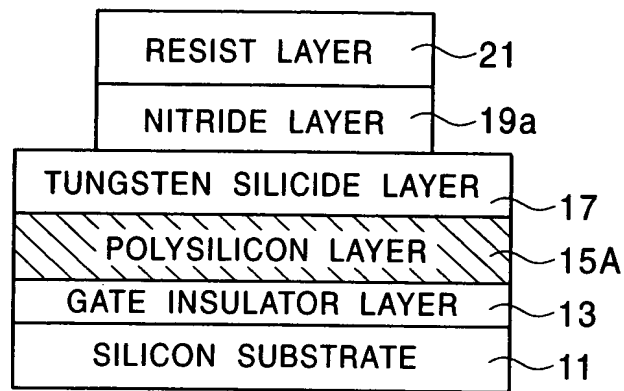 RESIST LAYER 21
NITRIDE LAYER 19a
TUNGSTEN SILICIDE LAYER 17
POLYSILICON LAYER 15A
GATE INSULATOR LAYER 13
SILICON SUBSTRATE 11